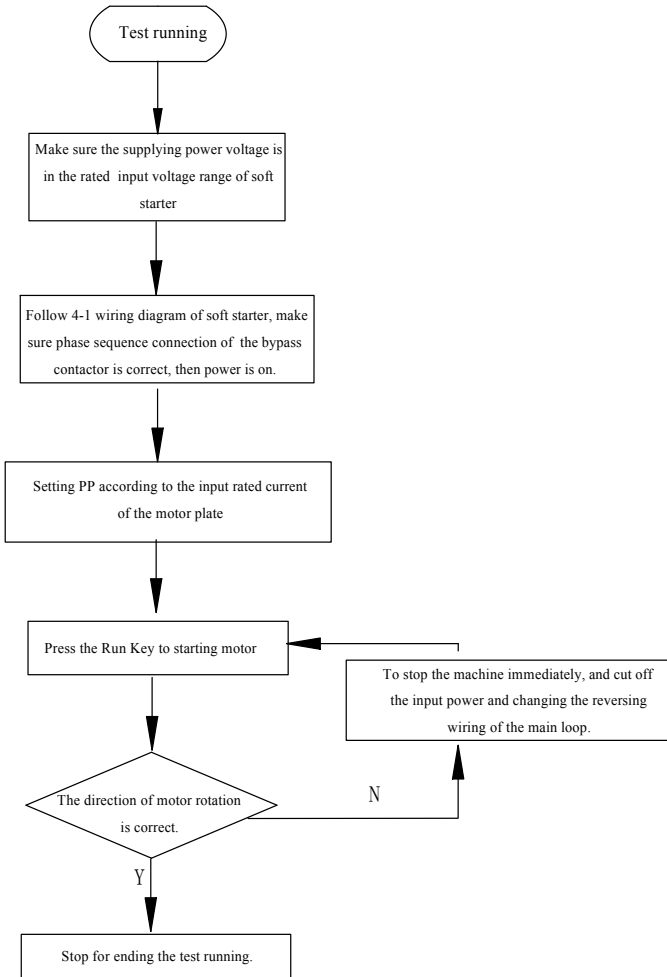 Test running
Make sure the supplying power voltage is
in the rated input voltage range of soft
starter
Follow 4-1 wiring diagram of soft starter, make
sure phase sequence connection of the bypass
contactor is correct, then power is on.
Setting PP according to the input rated current
of the motor plate
Press the Run Key to starting motor
To stop the machine immediately, and cut off
the input power and changing the reversing
wiring of the main loop.
The direction of motor rotation
is correct.
N
Y
Stop for ending the test running.